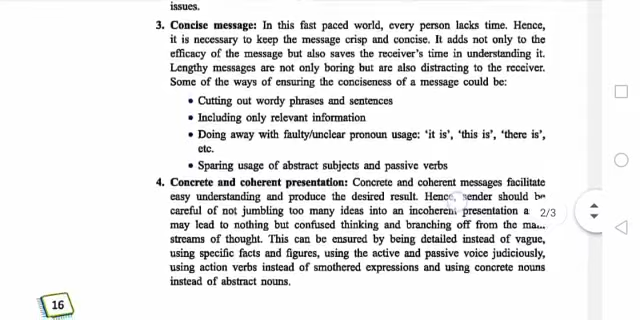 issues.
3. Concise message: In this fast paced world, every person lacks time. Hence,
it is necessary to keep the message crisp and concise. It adds not only to the
efficacy of the message but also saves the receiver's time in understanding it.
Lengthy messages are not only boring but are also distracting to the receiver.
Some of the ways of ensuring the conciseness of a message could be:
• Cutting out wordy phrases and sentences
• Including only relevant information
• Doing away with faulty/unclear pronoun usage: 'it is', 'this is', 'there is',
etc.
• Sparing usage of abstract subjects and passive verbs
4. Concrete and coherent presentation: Concrete and coherent messages facilitate
easy understanding and produce the desired result. Hence, sender should be
careful of not jumbling too many ideas into an incoherent presentation a
2/3
may lead to nothing but confused thinking and branching off from the
streams of thought. This can be ensured by being detailed instead of vague,
using specific facts and figures, using the active and passive voice judiciously,
using action verbs instead of smothered expressions and using concrete nouns
instead of abstract nouns.
16